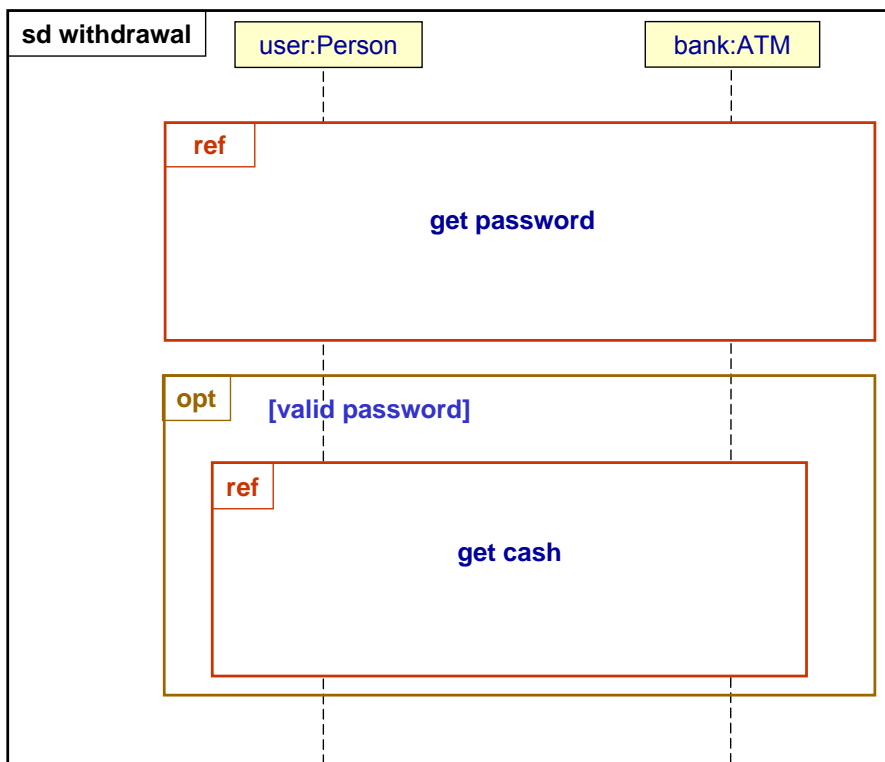 sd withdrawal
user:Person
bank:ATM
ref
get password
opt
[valid password]
ref
get cash